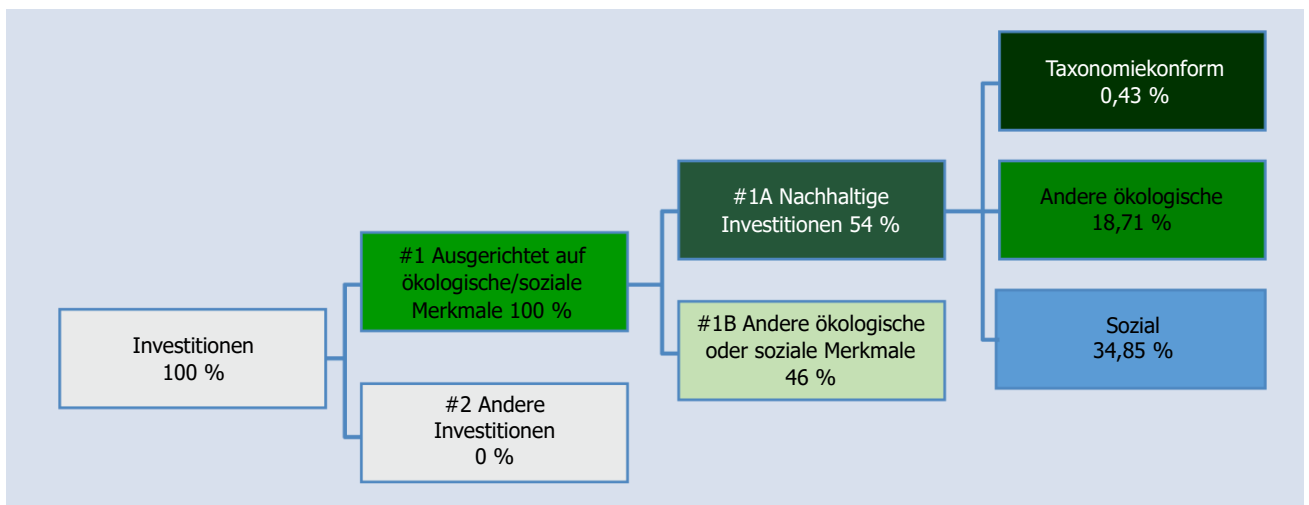 Investitionen
100 %
#1 Ausgerichtet auf
ökologische/soziale
Merkmale 100 %
#2 Andere
Investitionen
0 %
#1A Nachhaltige
Investitionen 54 %
#1B Andere ökologische
oder soziale Merkmale
46 %
Taxonomiekonform
0,43 %
Andere ökologische
18,71 %
Sozial
34,85 %